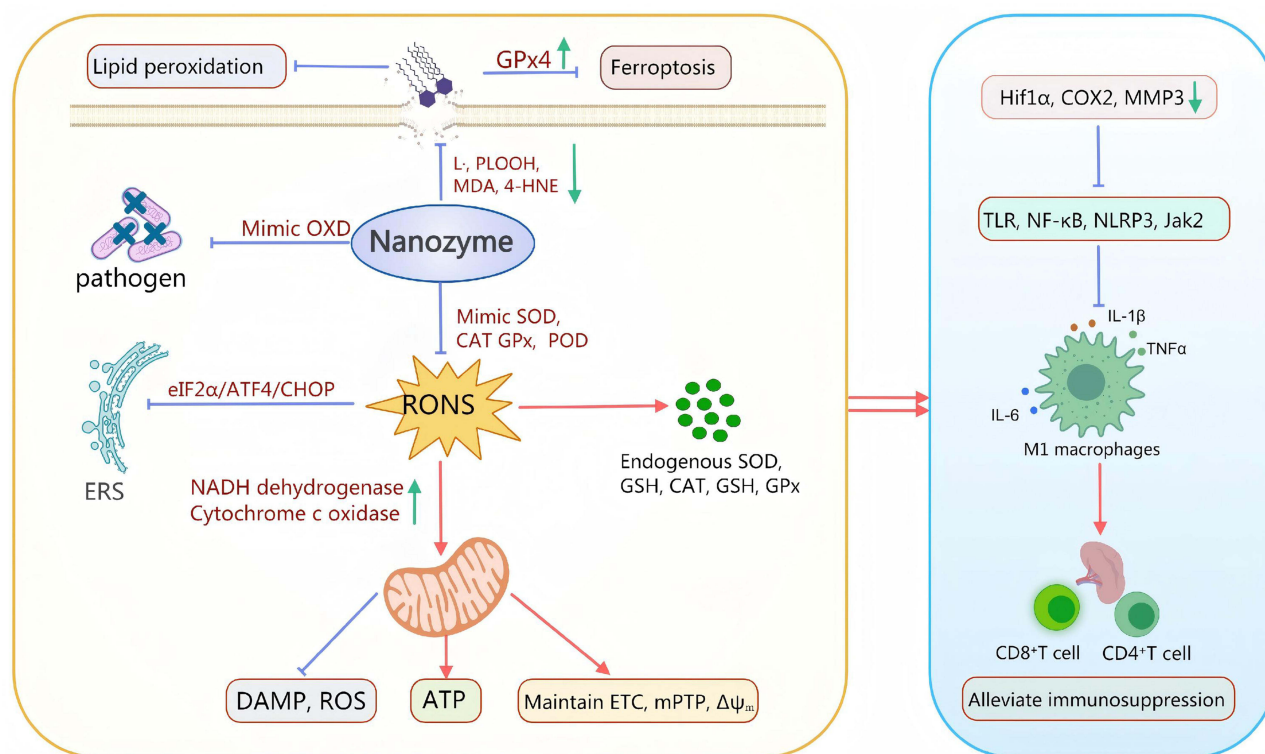 Lipid peroxidation
GPx4
Ferroptosis
L·, PLOOH,
MDA, 4-HNE
Mimic OXD
Nanozyme
pathogen
Mimic SOD,
CAT GPx, POD
eIF2α/ATF4/CHOP
RONS
ERS
Endogenous SOD,
GSH, CAT, GSH, GPx
NADH dehydrogenase
Cytochrome c oxidase
DAMP, ROS
ATP
Maintain ETC, mPTP, Δψm
Hif1α, COX2, MMP3
TLR, NF-κB, NLRP3, Jak2
IL-1β
TNFα
IL-6
M1 macrophages
CD8⁺T cell
CD4⁺T cell
Alleviate immunosuppression